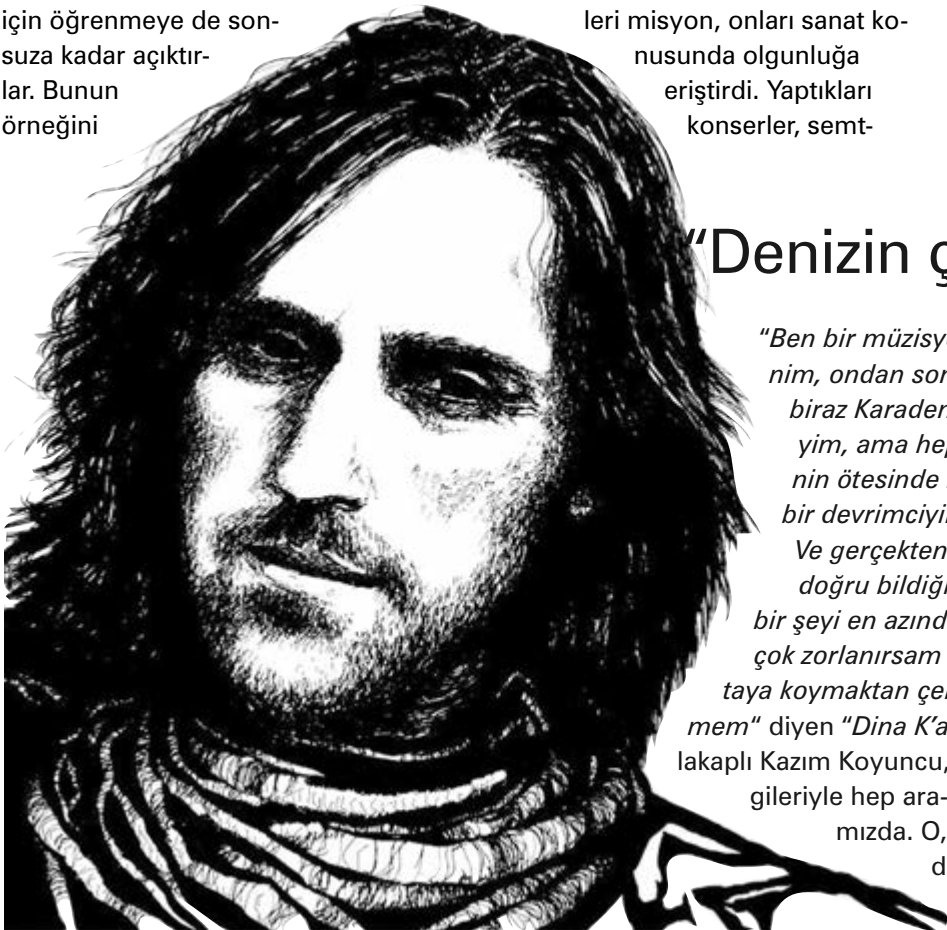 için öğrenmeye de son-
suza kadar açıktır-
lar. Bunun
örneğini
leri misyon, onları sanat ko-
nusunda olgunluğa
eriştirdi. Yaptıkları
konserler, semt-
“Denizin ç
“Ben bir müzisy
nim, ondan son
biraz Karaden
yim, ama hep
nin ötesinde
bir devrimciyi
Ve gerçekten
doğru bildiği
bir şeyi en azınd
çok zorlanırsam
taya koymaktan çe
mem“ diyen “Dina K’a
lakaplı Kazım Koyuncu,
gileriyle hep ara-
mızda. O,
d